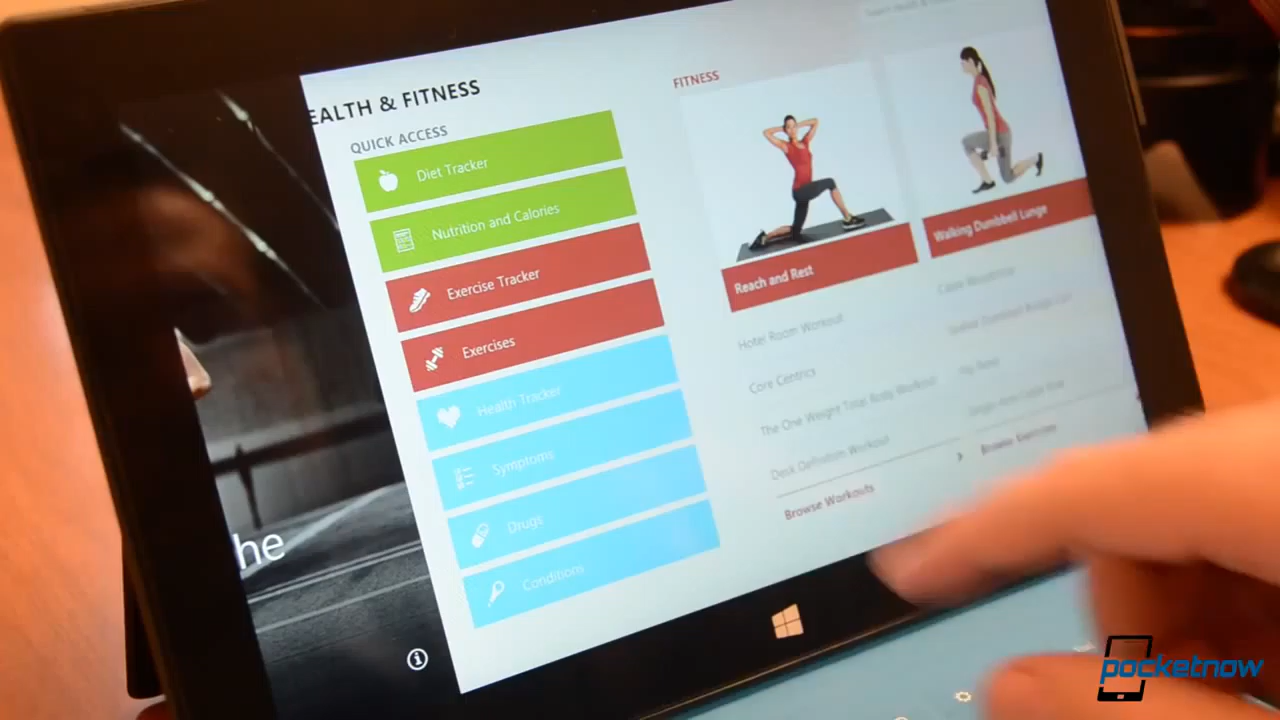 EALTH & FITNESS
QUICK ACCESS
Diet Tracker
Nutrition and Calories
Exercise Tracker
Exercises
Health Tracker
Symptoms
Drugs
Conditions
he
FITNESS
Reach and Rest
Hotel Room Workout
Core Centrics
The One Weight Total Body Workout
Desk Definition Workout
Browse Workouts
Walking Dumbbell Lunge
Browse Exercises
pocketnow